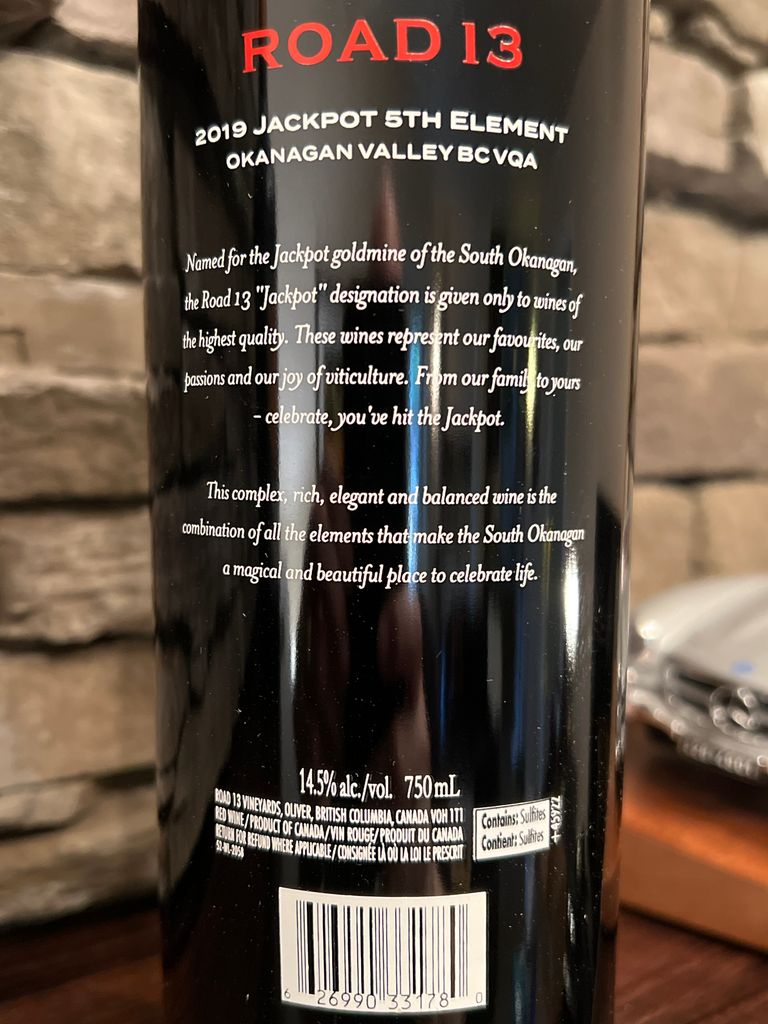 ROAD 13
2019 JACKPOT 5TH ELEMENT
OKANAGAN VALLEY BC VQA
Named for the Jackpot goldmine of the South Okanagan,
the Road 13 "Jackpot" designation is given only to wines of
the highest quality. These wines represent our favourites, our
passions and our joy of viticulture. From our family to yours
- celebrate, you've hit the Jackpot.
This complex, rich, elegant and balanced wine is the
combination of all the elements that make the South Okanagan
a magical and beautiful place to celebrate life.
14.5% alc./vol. 750 mL
ROAD 13 VINEYARDS, OLIVER, BRITISH COLUMBIA, CANADA V0H 1T1
RED WINE / PRODUCT OF CANADA / VIN ROUGE / PRODUIT DU CANADA
RETURN FOR REFUND WHERE APPLICABLE / CONSIGNÉE LÀ OÙ LA LOI LE PRESCRIT
Contains: Sulfites
Contient: Sulfites
6 26990 33178 0